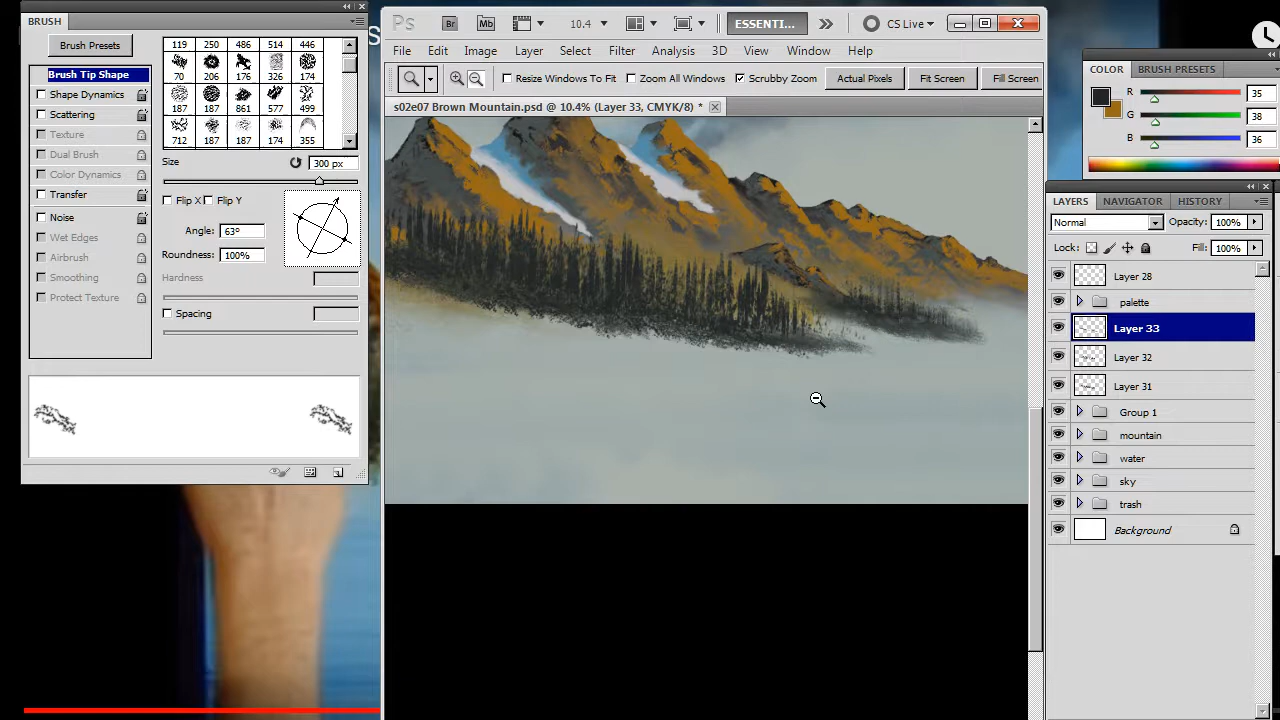 BRUSH
Brush Presets
Brush Tip Shape
Shape Dynamics
Scattering
Texture
Dual Brush
Color Dynamics
Transfer
Noise
Wet Edges
Airbrush
Smoothing
Protect Texture
119 250 486 514 446
70 206 176 326 174
187 187 861 577 499
712 187 187 174 355
Size 300 px
Flip X Flip Y
Angle: 63º
Roundness: 100%
Hardness
Spacing
Ps Br Mb 10.4 ESSENTI... CS Live
File Edit Image Layer Select Filter Analysis 3D View Window Help
Resize Windows To Fit Zoom All Windows Scrubby Zoom Actual Pixels Fit Screen Fill Screen
s02e07 Brown Mountain.psd @ 10.4% (Layer 33, CMYK/8) *
COLOR BRUSH PRESETS
R 35
G 38
B 36
LAYERS NAVIGATOR HISTORY
Normal Opacity: 100%
Lock: Fill: 100%
Layer 28
palette
Layer 33
Layer 32
Layer 31
Group 1
mountain
water
sky
trash
Background